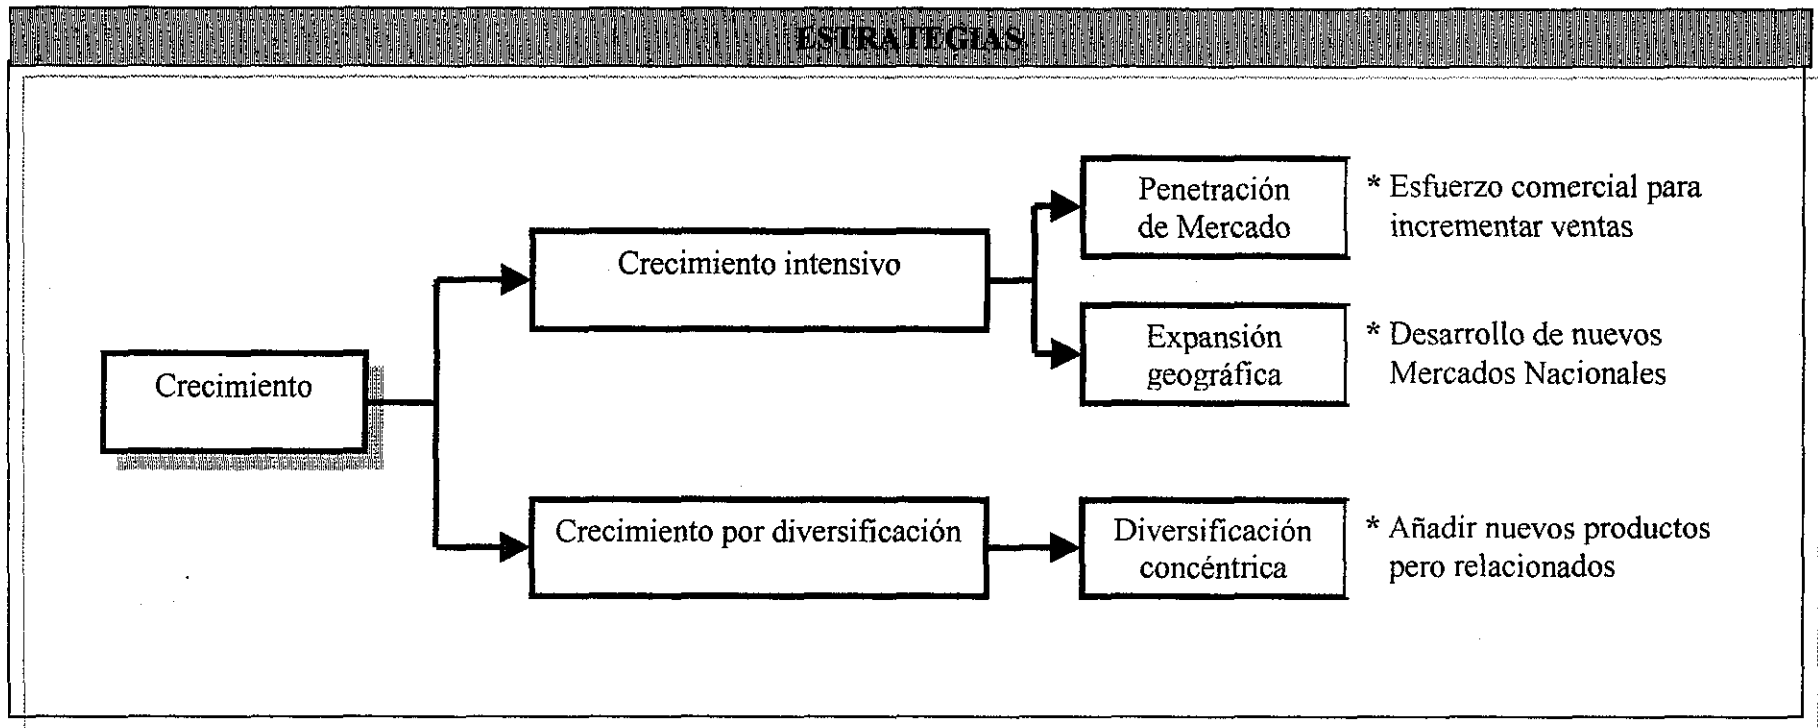 ESTRATEGIAS
Penetración
de Mercado
* Esfuerzo comercial para
incrementar ventas
Crecimiento intensivo
Expansión
geográfica
* Desarrollo de nuevos
Mercados Nacionales
Crecimiento
Crecimiento por diversificación
Diversificación
concéntrica
* Añadir nuevos productos
pero relacionados